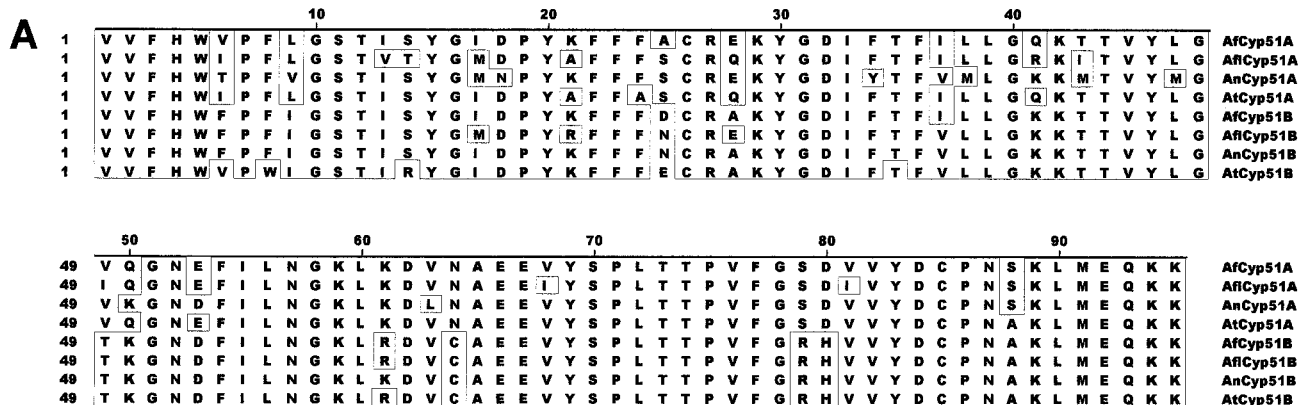 A
10 20 30 40
1 V V F H W V P F L G S T I S Y G I D P Y K F F F A C R E K Y G D I F T F I L L G Q K T T V Y L G AfCyp51A
1 V V F H W I P F L G S T V T Y G M D P Y A F F F S C R Q K Y G D I F T F I L L G R K I T V Y L G AflCyp51A
1 V V F H W T P F V G S T I S Y G M N P Y K F F F S C R E K Y G D I Y T F V M L G K K M T V Y M G AnCyp51A
1 V V F H W I P F L G S T I S Y G I D P Y A F F A S C R Q K Y G D I F T F I L L G Q K T T V Y L G AtCyp51A
1 V V F H W F P F I G S T I S Y G I D P Y K F F F D C R A K Y G D I F T F I L L G K K T T V Y L G AfCyp51B
1 V V F H W F P F I G S T I S Y G M D P Y R F F F N C R E K Y G D I F T F V L L G K K T T V Y L G AflCyp51B
1 V V F H W F P F I G S T I S Y G I D P Y K F F F N C R A K Y G D I F T F V L L G K K T T V Y L G AnCyp51B
1 V V F H W V P W I G S T I R Y G I D P Y K F F F E C R A K Y G D I F T F V L L G K K T T V Y L G AtCyp51B
50 60 70 80 90
49 V Q G N E F I L N G K L K D V N A E E V Y S P L T T P V F G S D V V Y D C P N S K L M E Q K K AfCyp51A
49 I Q G N E F I L N G K L K D V N A E E I Y S P L T T P V F G S D I V Y D C P N S K L M E Q K K AflCyp51A
49 V K G N D F I L N G K L K D L N A E E V Y S P L T T P V F G S D V V Y D C P N S K L M E Q K K AnCyp51A
49 V Q G N E F I L N G K L K D V N A E E V Y S P L T T P V F G S D V V Y D C P N A K L M E Q K K AtCyp51A
49 T K G N D F I L N G K L R D V C A E E V Y S P L T T P V F G R H V V Y D C P N A K L M E Q K K AfCyp51B
49 T K G N D F I L N G K L R D V C A E E V Y S P L T T P V F G R H V V Y D C P N A K L M E Q K K AflCyp51B
49 T K G N D F I L N G K L K D V C A E E V Y S P L T T P V F G R H V V Y D C P N A K L M E Q K K AnCyp51B
49 T K G N D F I L N G K L R D V C A E E V Y S P L T T P V F G R H V V Y D C P N A K L M E Q K K AtCyp51B